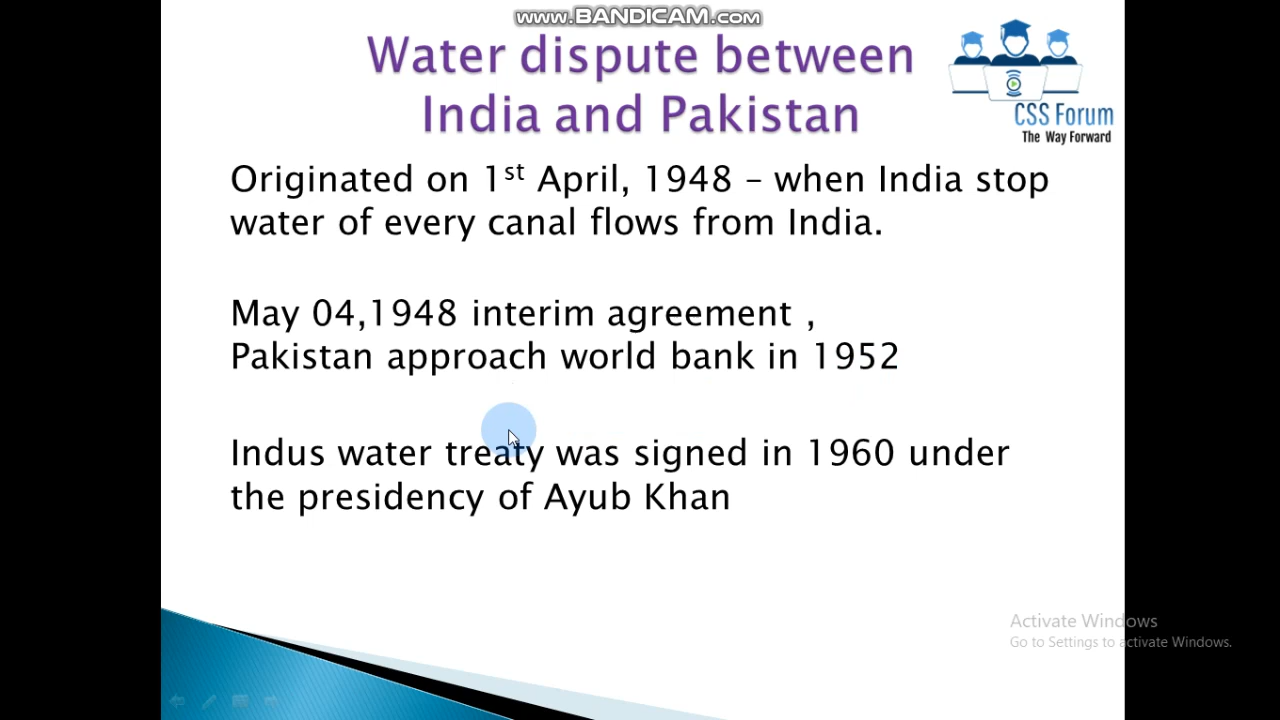 www.BANDICAM.com
Water dispute between
India and Pakistan
CSS Forum
The Way Forward
Originated on 1st April, 1948 – when India stop
water of every canal flows from India.
May 04,1948 interim agreement ,
Pakistan approach world bank in 1952
Indus water treaty was signed in 1960 under
the presidency of Ayub Khan
Activate Windows
Go to Settings to activate Windows.